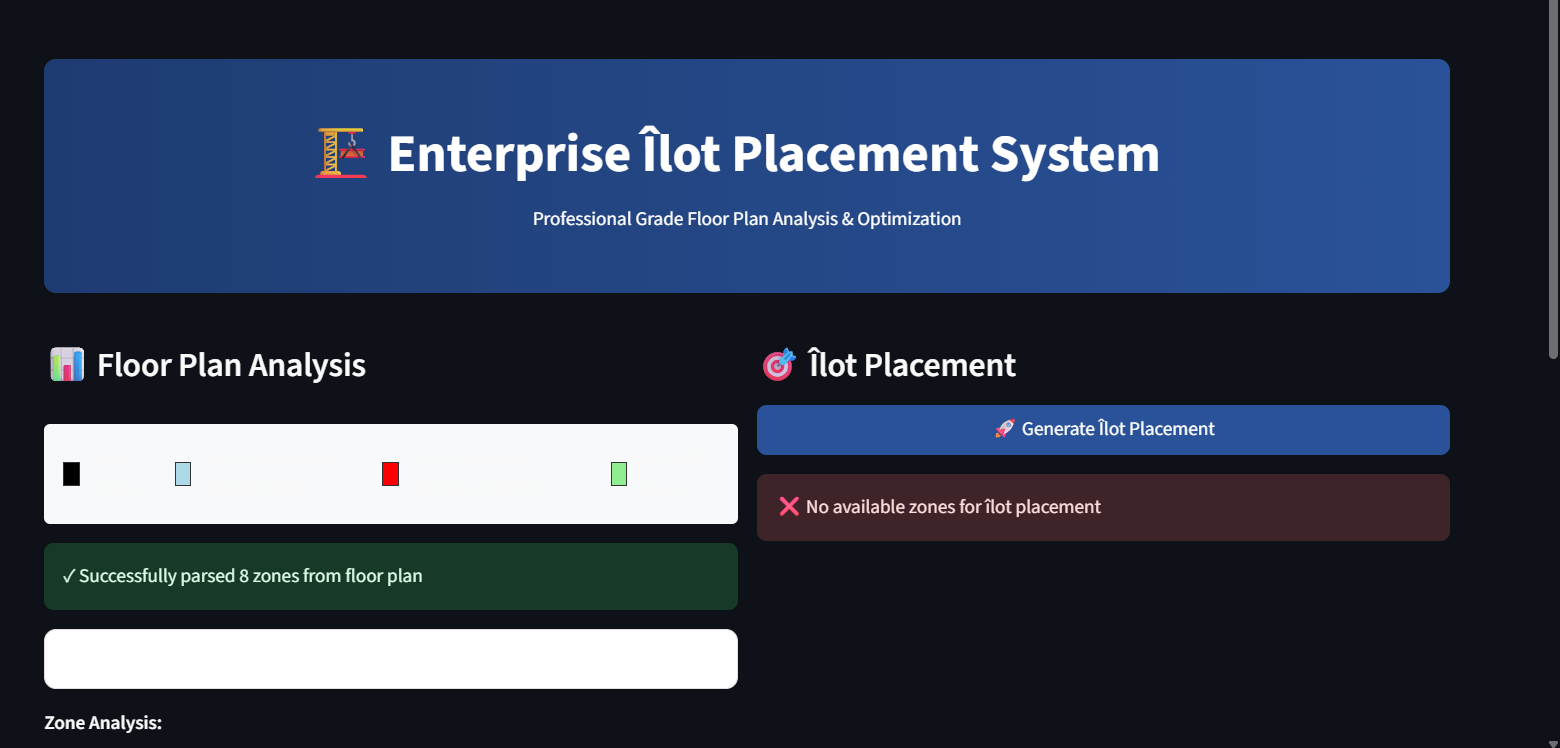 🏗️ Enterprise Îlot Placement System
Professional Grade Floor Plan Analysis & Optimization
📊 Floor Plan Analysis
🎯 Îlot Placement
🚀 Generate Îlot Placement
❌ No available zones for îlot placement
✓ Successfully parsed 8 zones from floor plan
Zone Analysis: